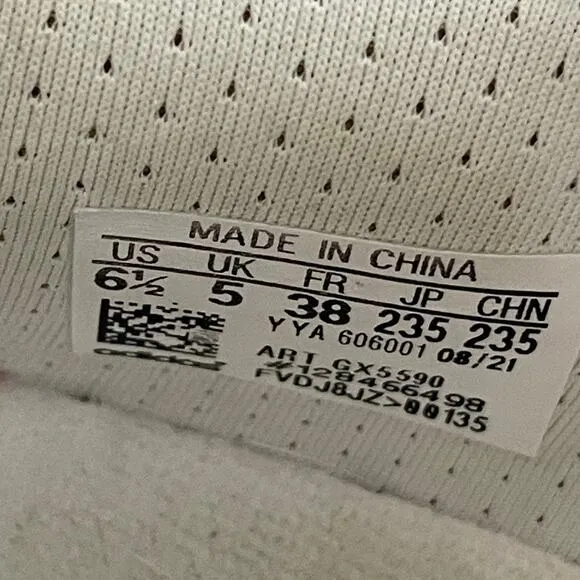 MADE IN CHINA
US UK FR JP CHN
6½ 5 38 235 235
YYA 606001 08/21
ART GX5590
#128466498
FVDJ8JZ>00135
adidas